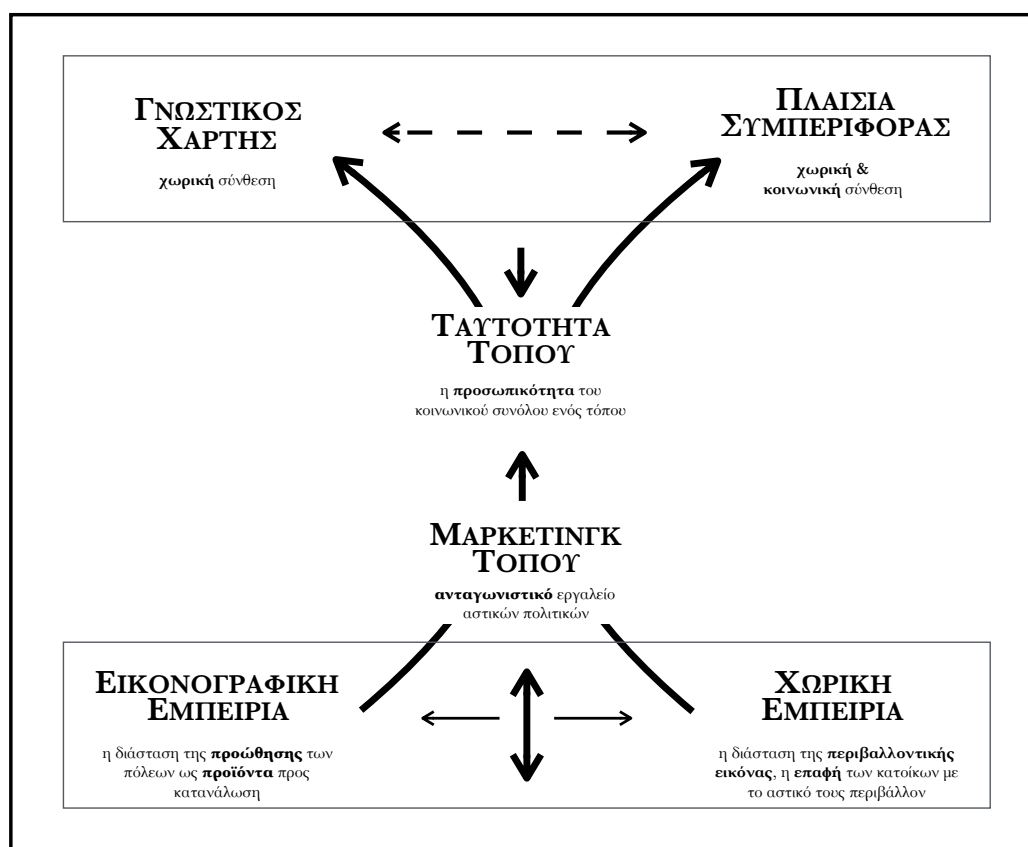 ΓΝΩΣΤΙΚΟΣ
ΧΑΡΤΗΣ
χωρική σύνθεση
ΠΛΑΙΣΙΑ
ΣΥΜΠΕΡΙΦΟΡΑΣ
χωρική &
κοινωνική σύνθεση
ΤΑΥΤΟΤΗΤΑ
ΤΟΠΟΥ
η προσωπικότητα του
κοινωνικού συνόλου ενός τόπου
ΜΑΡΚΕΤΙΝΓΚ
ΤΟΠΟΥ
ανταγωνιστικό εργαλείο
αστικών πολιτικών
ΕΙΚΟΝΟΓΡΑΦΙΚΗ
ΕΜΠΕΙΡΙΑ
η διάσταση της προώθησης των
πόλεων ως προϊόντα προς
κατανάλωση
ΧΩΡΙΚΗ
ΕΜΠΕΙΡΙΑ
η διάσταση της περιβαλλοντικής
εικόνας, η επαφή των κατοίκων με
το αστικό τους περιβάλλον